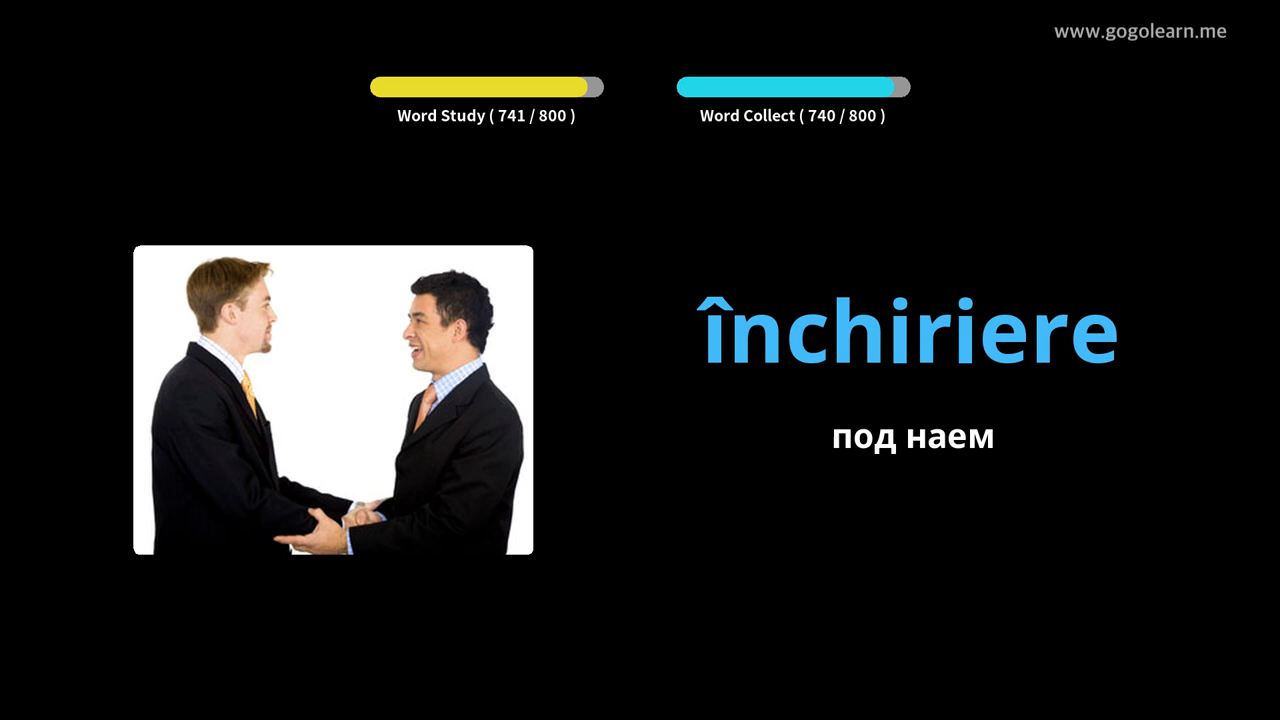 www.gogolearn.me
Word Study ( 741 / 800 )
Word Collect ( 740 / 800 )
închiriere
под наем